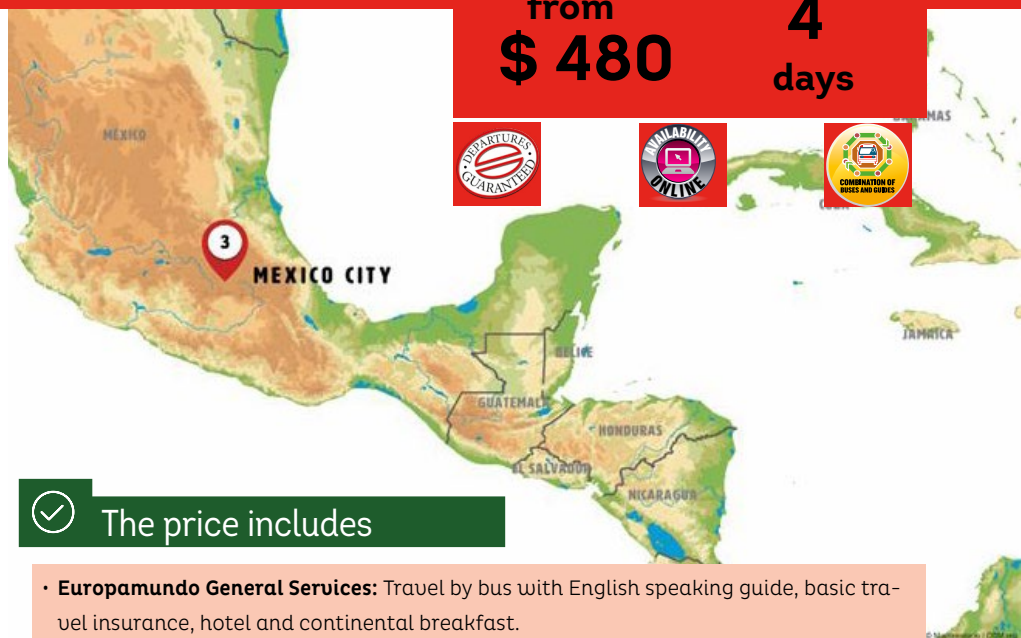 from
$ 480
4
days
DEPARTURES
GUARANTEED
AVAILABILITY
ONLINE
COMBINATION OF
BUSES AND GUIDES
MÉXICO
3
MEXICO CITY
JAMAICA
BELICE
GUATEMALA
HONDURAS
EL SALVADOR
NICARAGUA
The price includes
• Europamundo General Services: Travel by bus with English speaking guide, basic tra-
vel insurance, hotel and continental breakfast.